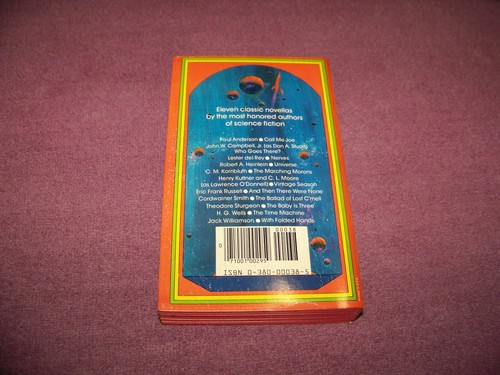 Eleven classic novellas
by the most honored authors
of science fiction
Poul Anderson ● Call Me Joe
John W. Campbell, Jr. (as Don A. Stuart)
Who Goes There?
Lester del Rey ● Nerves
Robert A. Heinlein ● Universe
C. M. Kornbluth ● The Marching Morons
Henry Kuttner and C. L. Moore
(as Lawrence O'Donnell) ● Vintage Season
Eric Frank Russell ● And Then There Were None
Cordwainer Smith ● The Ballad of Lost C'mell
Theodore Sturgeon ● The Baby is Three
H. G. Wells ● The Time Machine
Jack Williamson ● With Folded Hands
00038
0
71001 00295
ISBN 0-380-00038-5